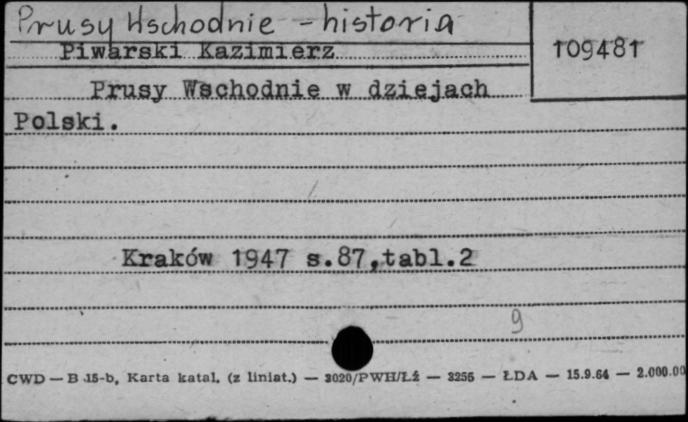 Prusy Wschodnie - historia
Piwarski Kazimierz
109481
Prusy Wschodnie w dziejach
Polski.
Kraków 1947 s.87,tabl.2
9
CWD — B 15-b, Karta katal. (z liniat.) — 3020/PWH/Łź — 3256 — ŁDA — 15.9.64 — 2.000.00